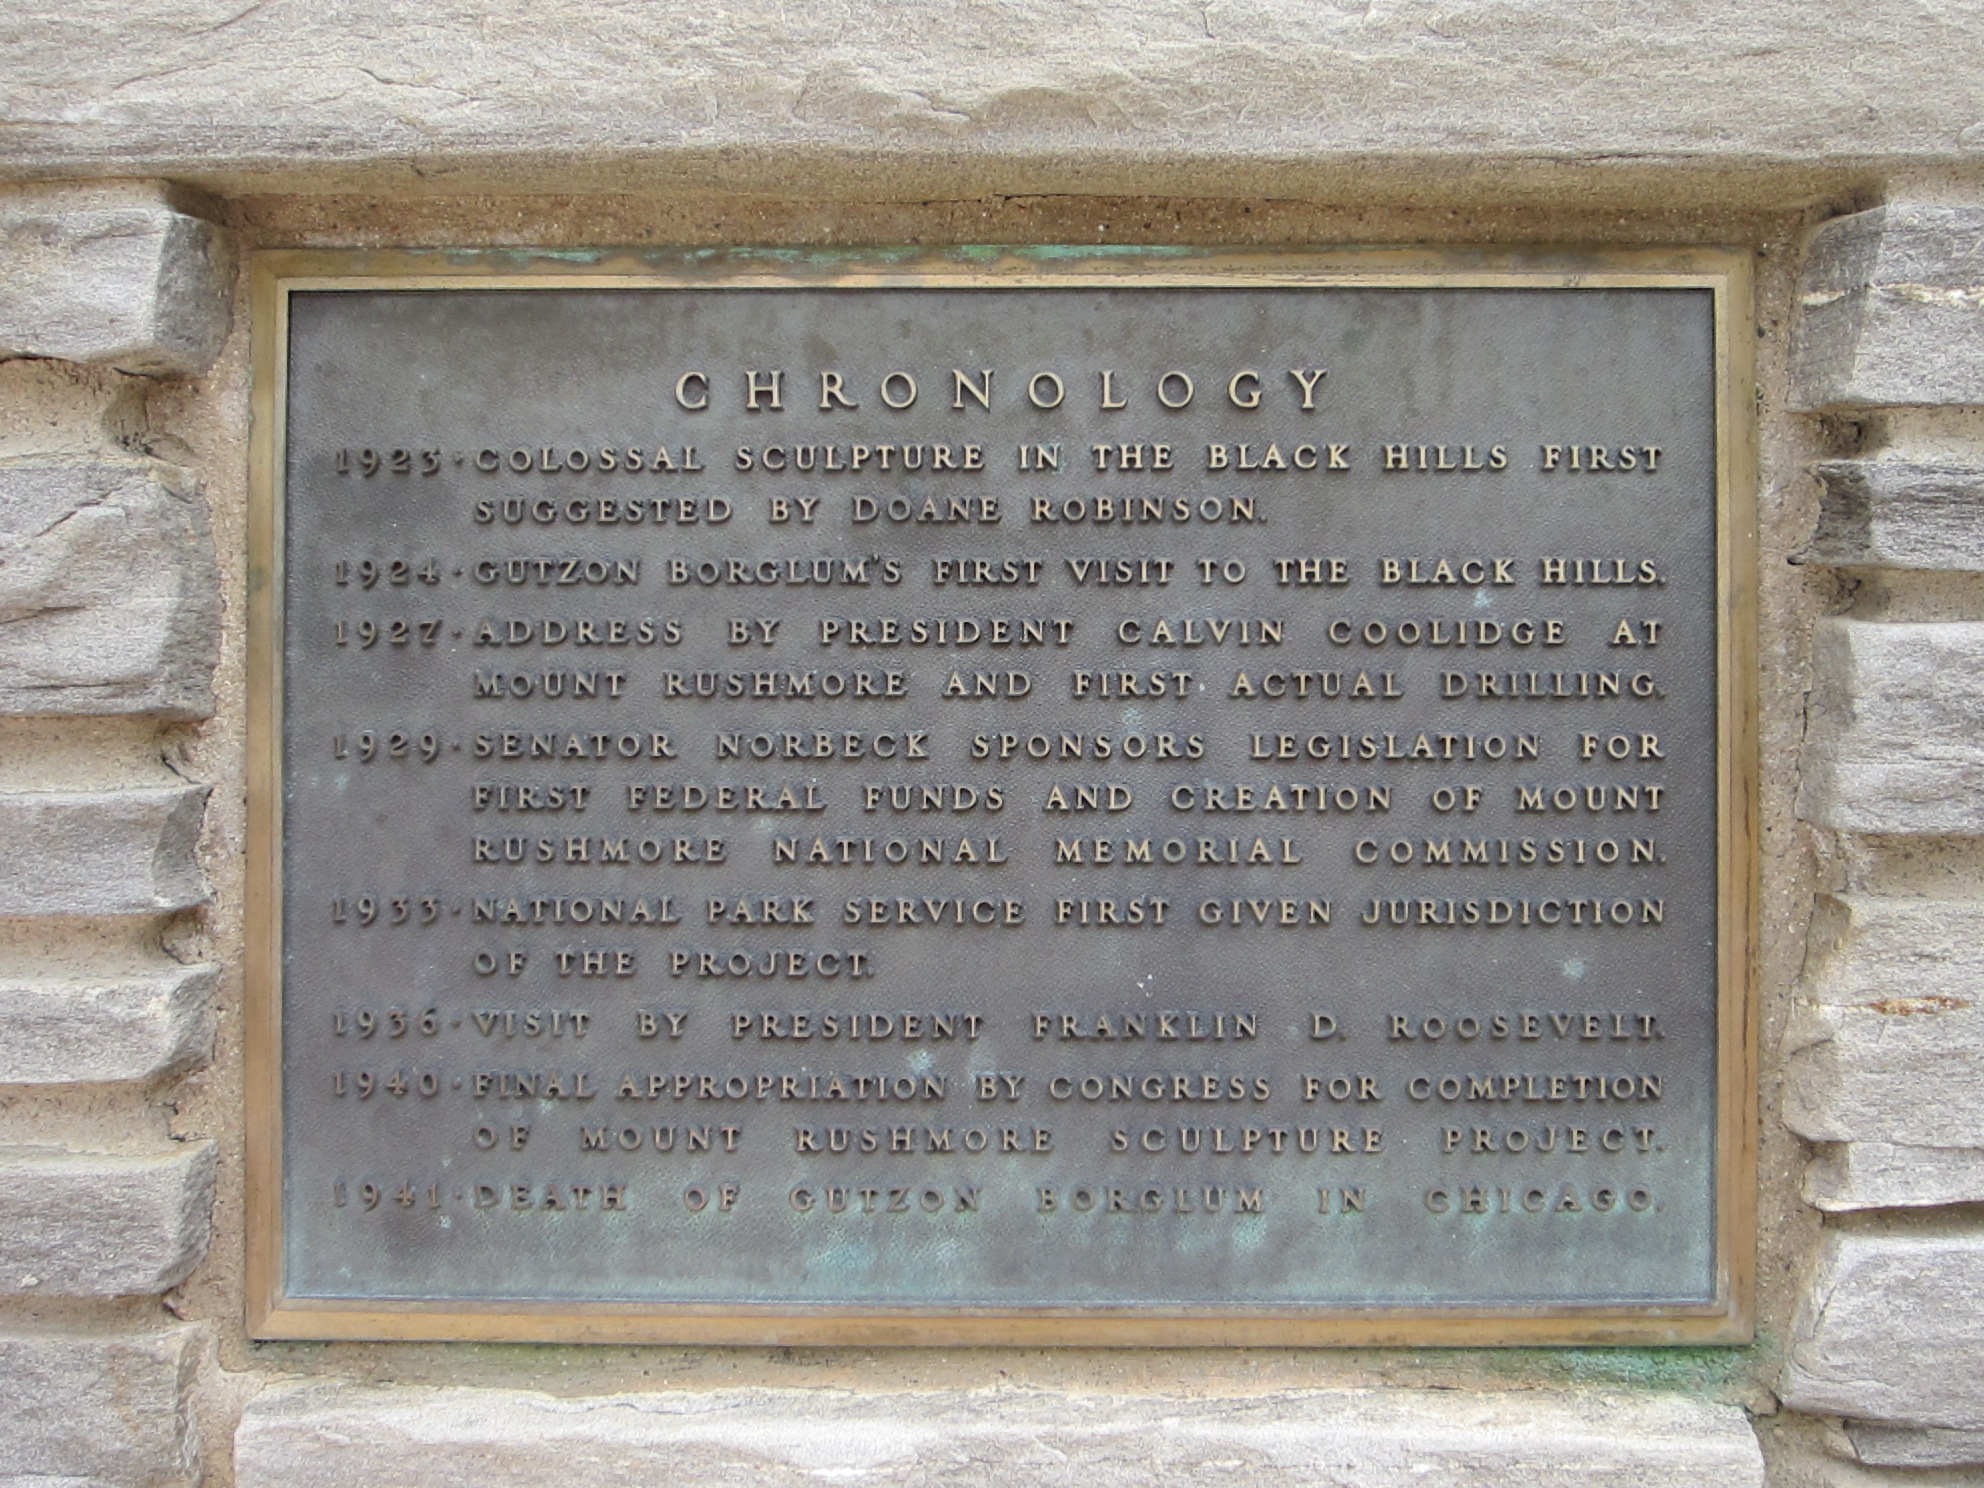 CHRONOLOGY
1923·COLOSSAL SCULPTURE IN THE BLACK HILLS FIRST
SUGGESTED BY DOANE ROBINSON.
1924·GUTZON BORGLUM'S FIRST VISIT TO THE BLACK HILLS.
1927·ADDRESS BY PRESIDENT CALVIN COOLIDGE AT
MOUNT RUSHMORE AND FIRST ACTUAL DRILLING.
1929·SENATOR NORBECK SPONSORS LEGISLATION FOR
FIRST FEDERAL FUNDS AND CREATION OF MOUNT
RUSHMORE NATIONAL MEMORIAL COMMISSION.
1933·NATIONAL PARK SERVICE FIRST GIVEN JURISDICTION
OF THE PROJECT.
1936·VISIT BY PRESIDENT FRANKLIN D. ROOSEVELT.
1940·FINAL APPROPRIATION BY CONGRESS FOR COMPLETION
OF MOUNT RUSHMORE SCULPTURE PROJECT.
1941·DEATH OF GUTZON BORGLUM IN CHICAGO.